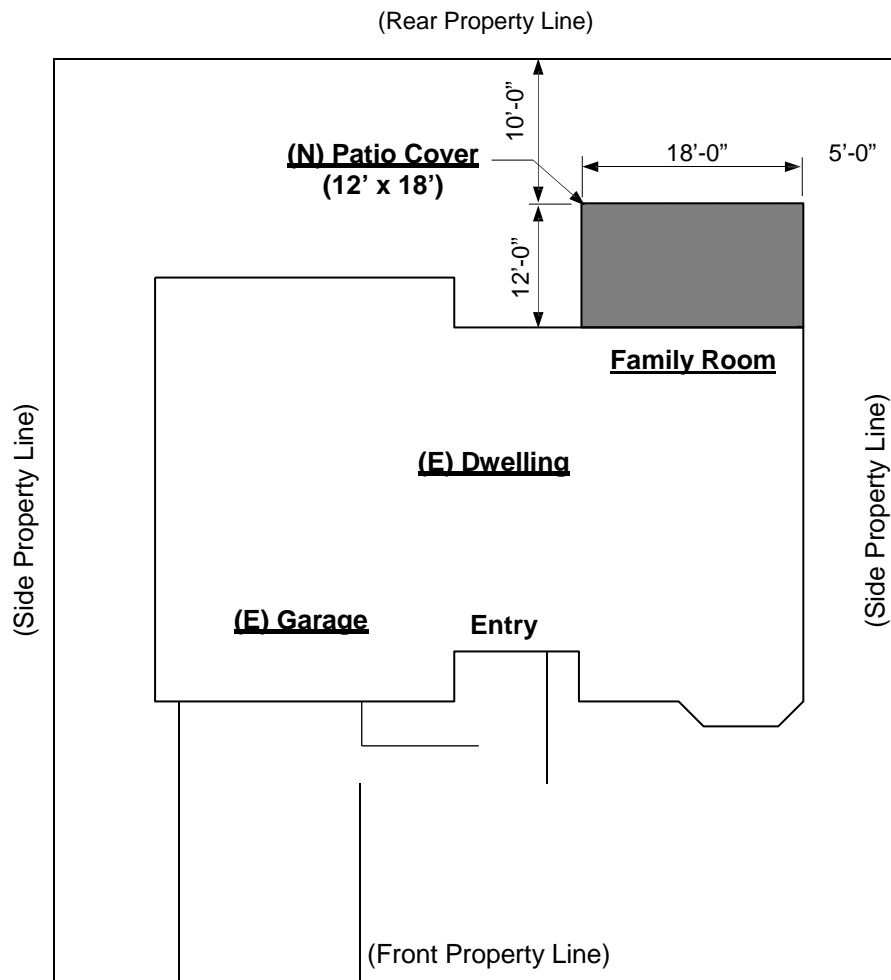 (Rear Property Line)
10’-0”
(N) Patio Cover
(12’ x 18’)
18’-0”
5’-0”
12’-0”
Family Room
(Side Property Line)
(E) Dwelling
(Side Property Line)
(E) Garage
Entry
(Front Property Line)